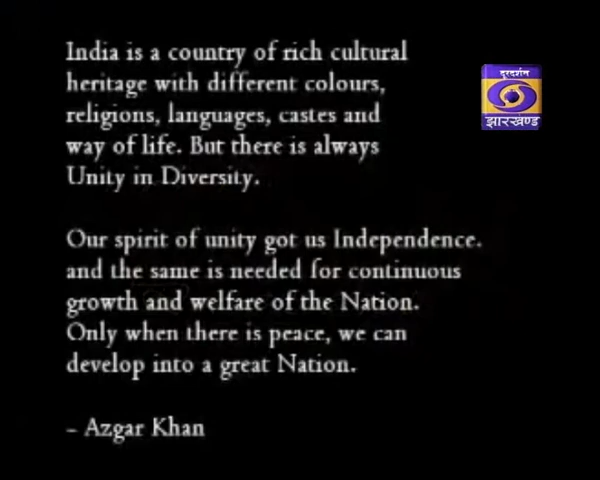 India is a country of rich cultural
heritage with different colours,
religions, languages, castes and
way of life. But there is always
Unity in Diversity.
Our spirit of unity got us Independence.
and the same is needed for continuous
growth and welfare of the Nation.
Only when there is peace, we can
develop into a great Nation.
– Azgar Khan
दूरदर्शन
झारखण्ड